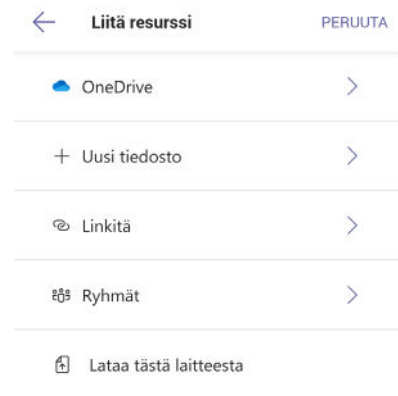 Liitä resurssi PERUUTA
OneDrive
Uusi tiedosto
Linkitä
Ryhmät
Lataa tästä laitteesta